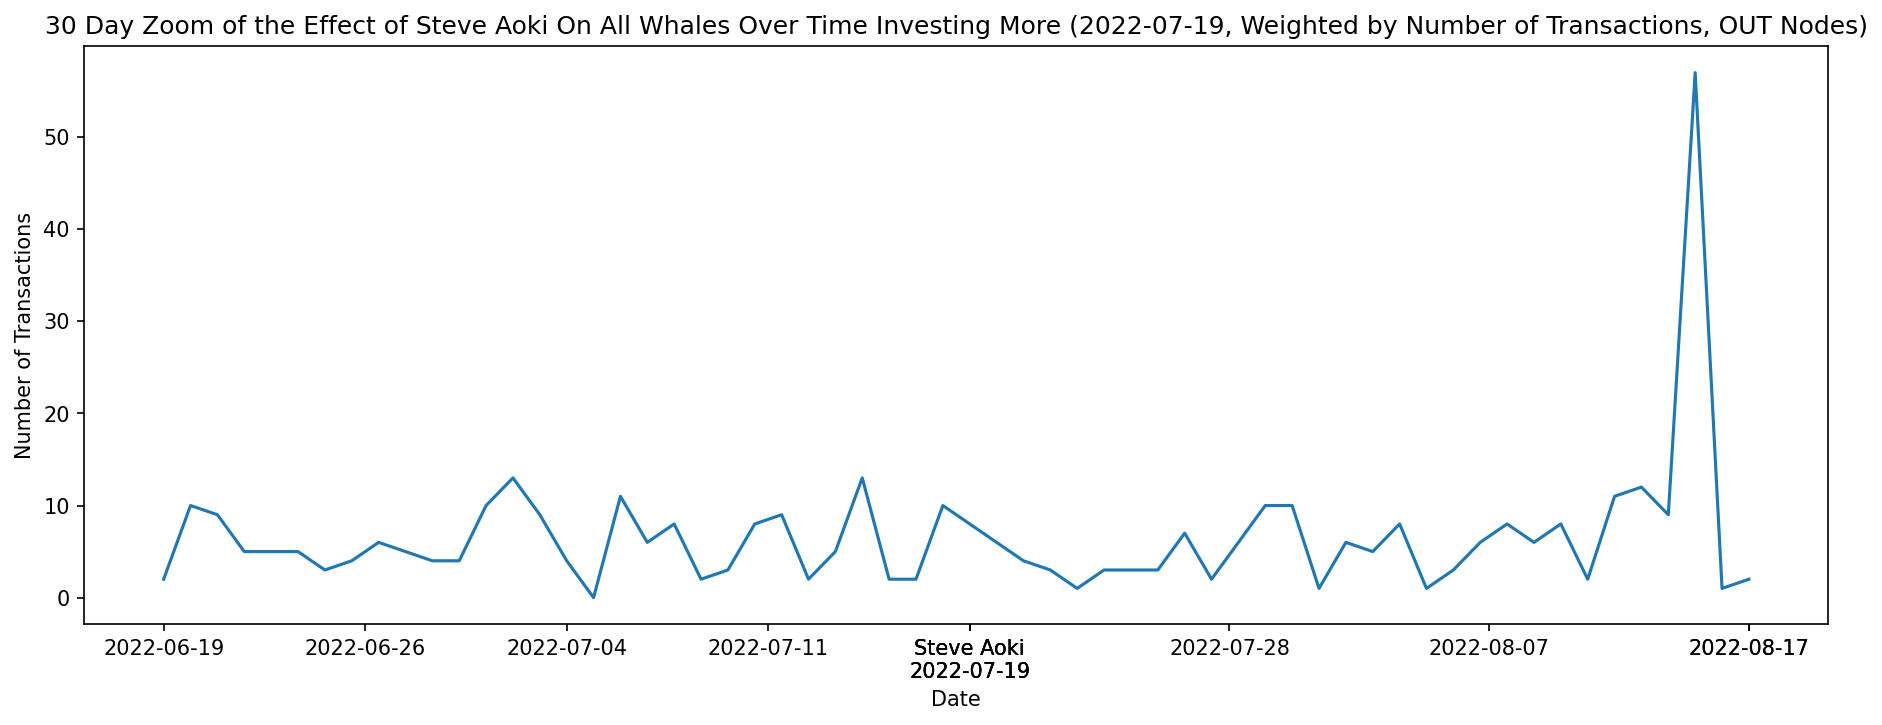 30 Day Zoom of the Effect of Steve Aoki On All Whales Over Time Investing More (2022-07-19, Weighted by Number of Transactions, OUT Nodes)
Number of Transactions
50
40
30
20
10
0
2022-06-19 2022-06-26 2022-07-04 2022-07-11 Steve Aoki 2022-07-28 2022-08-07 2022-08-17
2022-07-19
Date